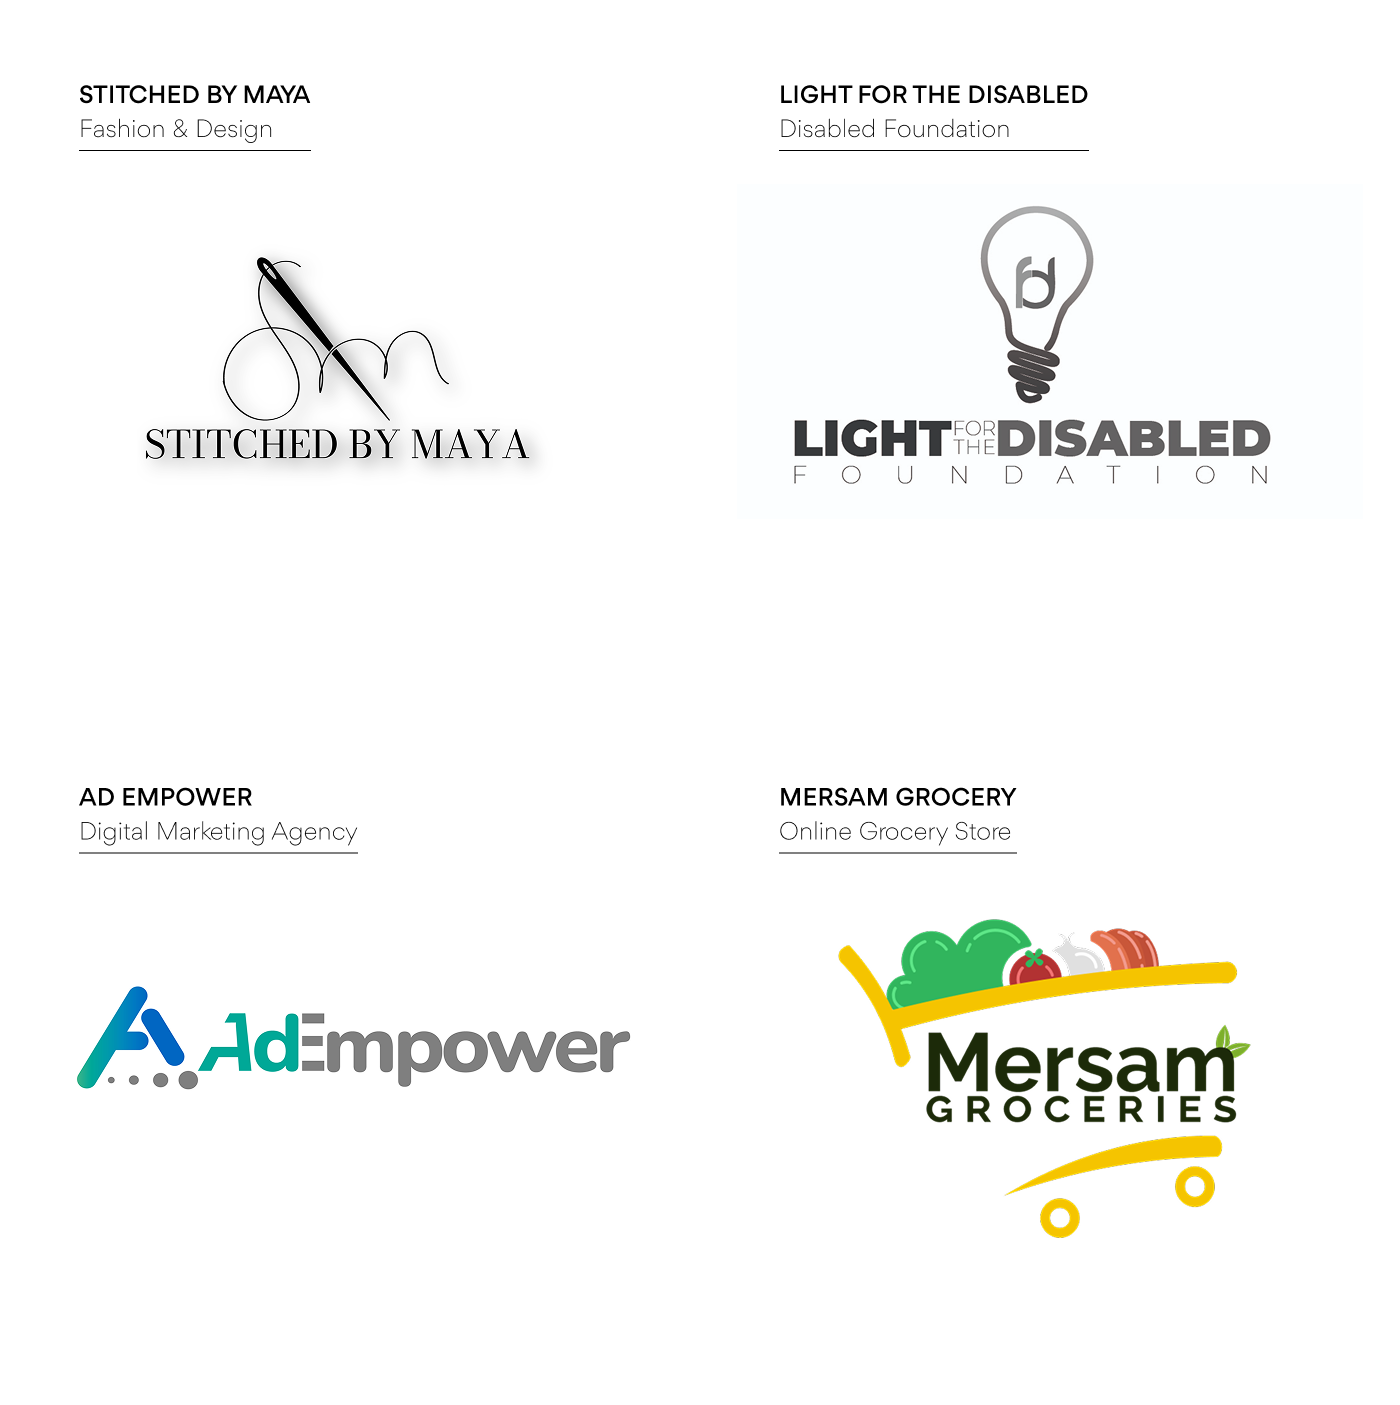 STITCHED BY MAYA
Fashion & Design
STITCHED BY MAYA
LIGHT FOR THE DISABLED
Disabled Foundation
LIGHT FOR THE DISABLED
FOUNDATION
AD EMPOWER
Digital Marketing Agency
AdEmpower
MERSAM GROCERY
Online Grocery Store
Mersam
GROCERIES